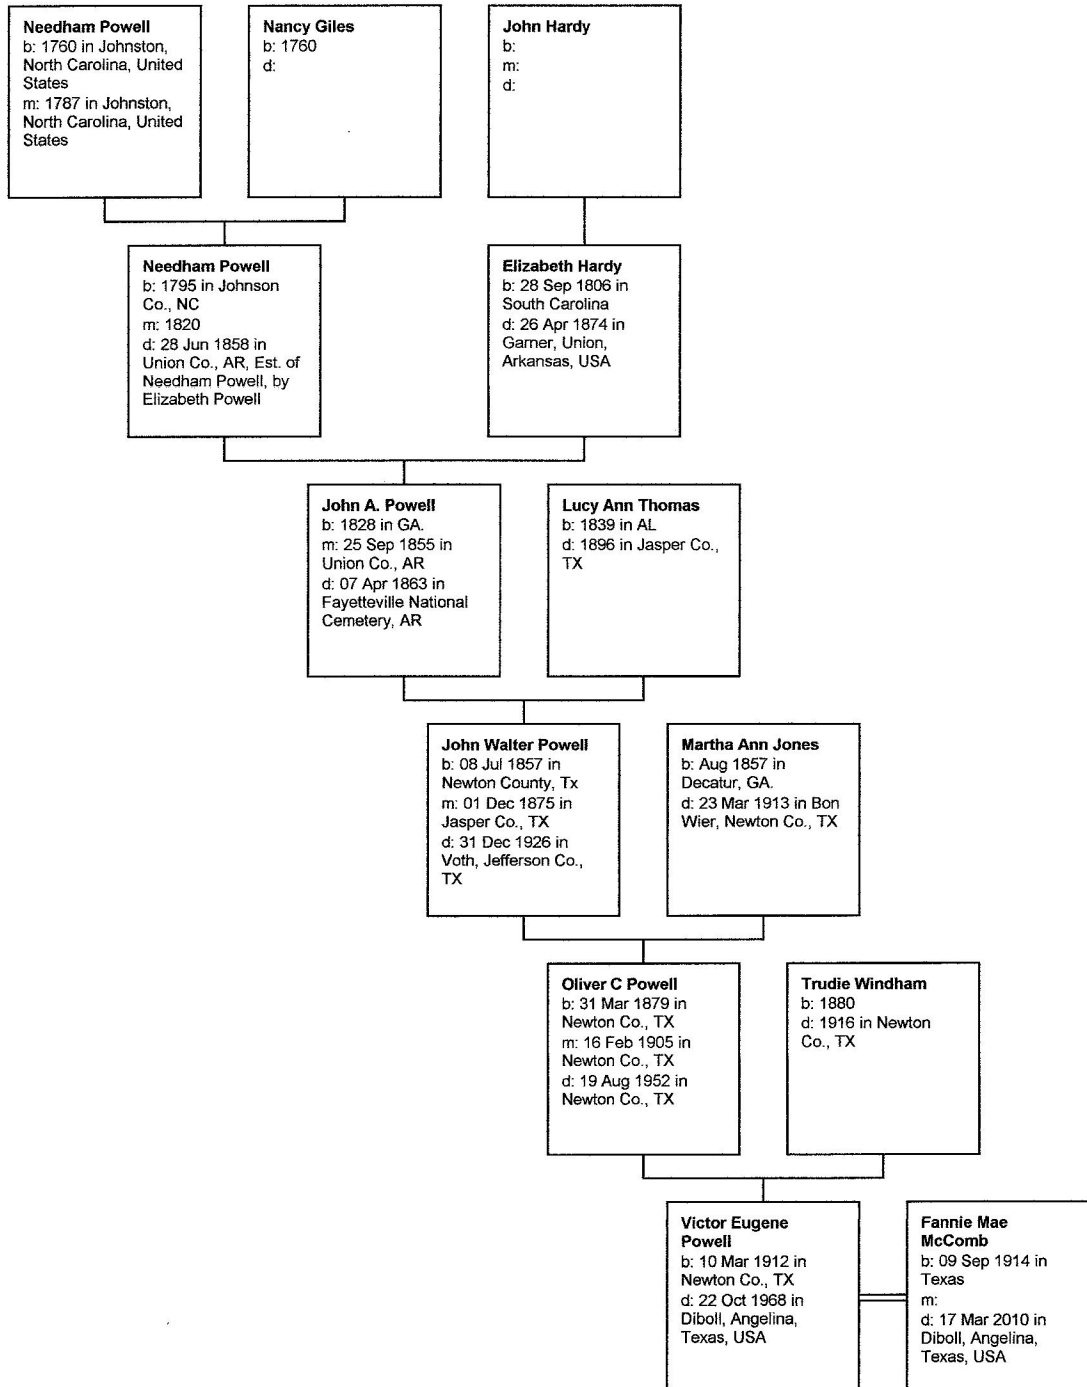 Needham Powell
b: 1760 in Johnston,
North Carolina, United
States
m: 1787 in Johnston,
North Carolina, United
States
Nancy Giles
b: 1760
d:
John Hardy
b:
m:
d:
Needham Powell
b: 1795 in Johnson
Co., NC
m: 1820
d: 28 Jun 1858 in
Union Co., AR, Est. of
Needham Powell, by
Elizabeth Powell
Elizabeth Hardy
b: 28 Sep 1806 in
South Carolina
d: 26 Apr 1874 in
Garner, Union,
Arkansas, USA
John A. Powell
b: 1828 in GA.
m: 25 Sep 1855 in
Union Co., AR
d: 07 Apr 1863 in
Fayetteville National
Cemetery, AR
Lucy Ann Thomas
b: 1839 in AL
d: 1896 in Jasper Co.,
TX
John Walter Powell
b: 08 Jul 1857 in
Newton County, Tx
m: 01 Dec 1875 in
Jasper Co., TX
d: 31 Dec 1926 in
Voth, Jefferson Co.,
TX
Martha Ann Jones
b: Aug 1857 in
Decatur, GA.
d: 23 Mar 1913 in Bon
Wier, Newton Co., TX
Oliver C Powell
b: 31 Mar 1879 in
Newton Co., TX
m: 16 Feb 1905 in
Newton Co., TX
d: 19 Aug 1952 in
Newton Co., TX
Trudie Windham
b: 1880
d: 1916 in Newton
Co., TX
Victor Eugene
Powell
b: 10 Mar 1912 in
Newton Co., TX
d: 22 Oct 1968 in
Diboll, Angelina,
Texas, USA
Fannie Mae
McComb
b: 09 Sep 1914 in
Texas
m:
d: 17 Mar 2010 in
Diboll, Angelina,
Texas, USA